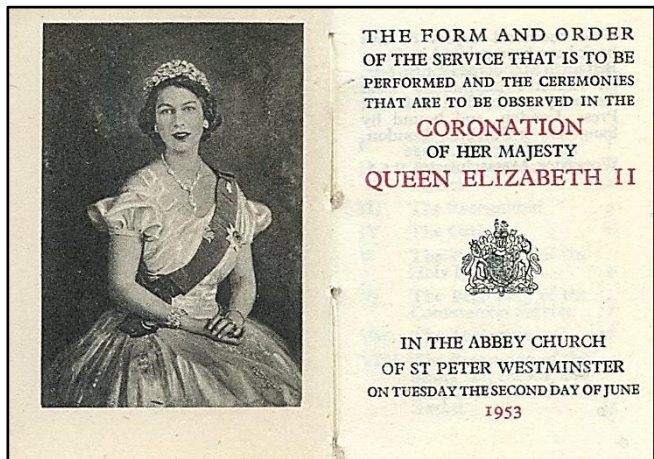 THE FORM AND ORDER
OF THE SERVICE THAT IS TO BE
PERFORMED AND THE CEREMONIES
THAT ARE TO BE OBSERVED IN THE
CORONATION
OF HER MAJESTY
QUEEN ELIZABETH II
IN THE ABBEY CHURCH
OF ST PETER WESTMINSTER
ON TUESDAY THE SECOND DAY OF JUNE
1953